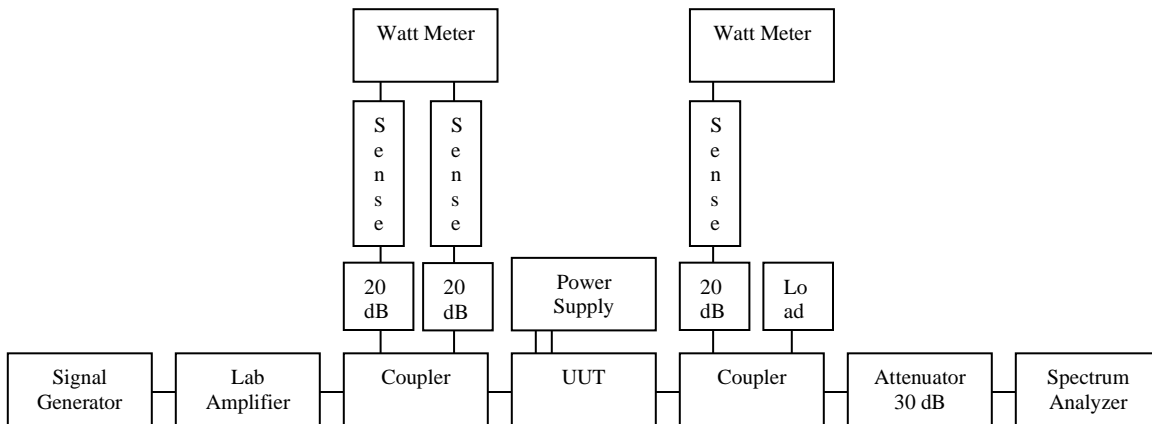 Watt Meter
Watt Meter
S
e
n
s
e
S
e
n
s
e
S
e
n
s
e
20
dB
20
dB
Power
Supply
20
dB
Lo
ad
Signal
Generator
Lab
Amplifier
Coupler
UUT
Coupler
Attenuator
30 dB
Spectrum
Analyzer